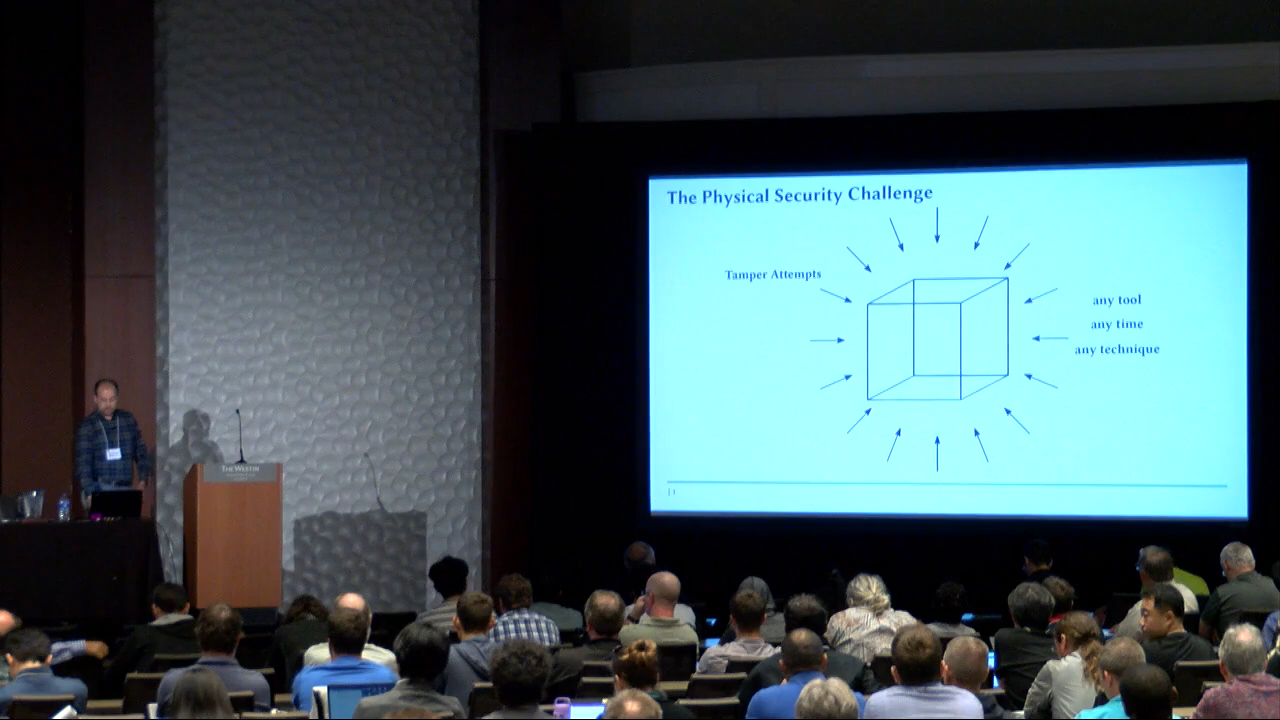 The Physical Security Challenge
Tamper Attempts
any tool
any time
any technique
THE WESTIN